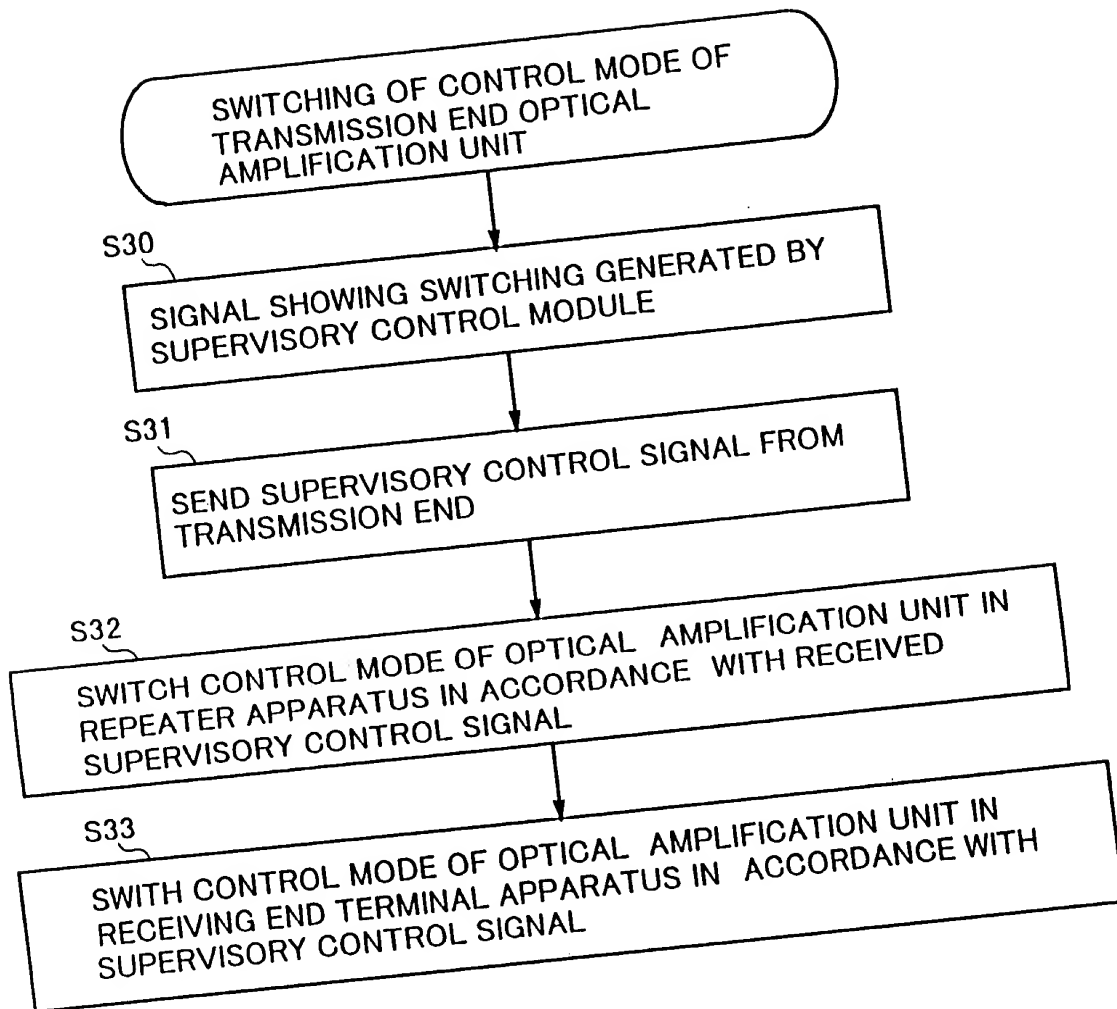 SWITCHING OF CONTROL MODE OF
TRANSMISSION END OPTICAL
AMPLIFICATION UNIT
S30
SIGNAL SHOWING SWITCHING GENERATED BY
SUPERVISORY CONTROL MODULE
S31
SEND SUPERVISORY CONTROL SIGNAL FROM
TRANSMISSION END
S32
SWITCH CONTROL MODE OF OPTICAL AMPLIFICATION UNIT IN
REPEATER APPARATUS IN ACCORDANCE WITH RECEIVED
SUPERVISORY CONTROL SIGNAL
S33
SWITH CONTROL MODE OF OPTICAL AMPLIFICATION UNIT IN
RECEIVING END TERMINAL APPARATUS IN ACCORDANCE WITH
SUPERVISORY CONTROL SIGNAL